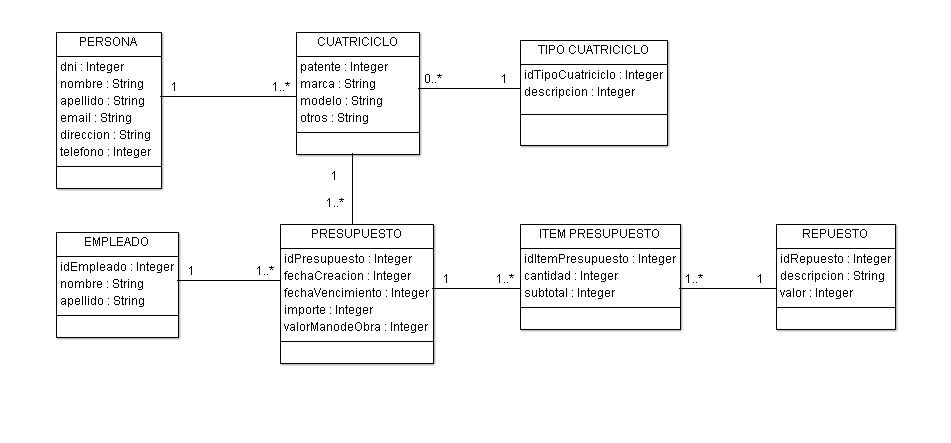 PERSONA
dni : Integer
nombre : String
apellido : String
email : String
direccion : String
telefono : Integer
1
1..*
CUATRICICLO
patente : Integer
marca : String
modelo : String
otros : String
0..*
1
TIPO CUATRICICLO
idTipoCuatriciclo : Integer
descripcion : Integer
1
1..*
EMPLEADO
idEmpleado : Integer
nombre : String
apellido : String
1
1..*
PRESUPUESTO
idPresupuesto : Integer
fechaCreacion : Integer
fechaVencimiento : Integer
importe : Integer
valorManodeObra : Integer
1
1..*
ITEM PRESUPUESTO
idItemPresupuesto : Integer
cantidad : Integer
subtotal : Integer
1..*
1
REPUESTO
idRepuesto : Integer
descripcion : String
valor : Integer